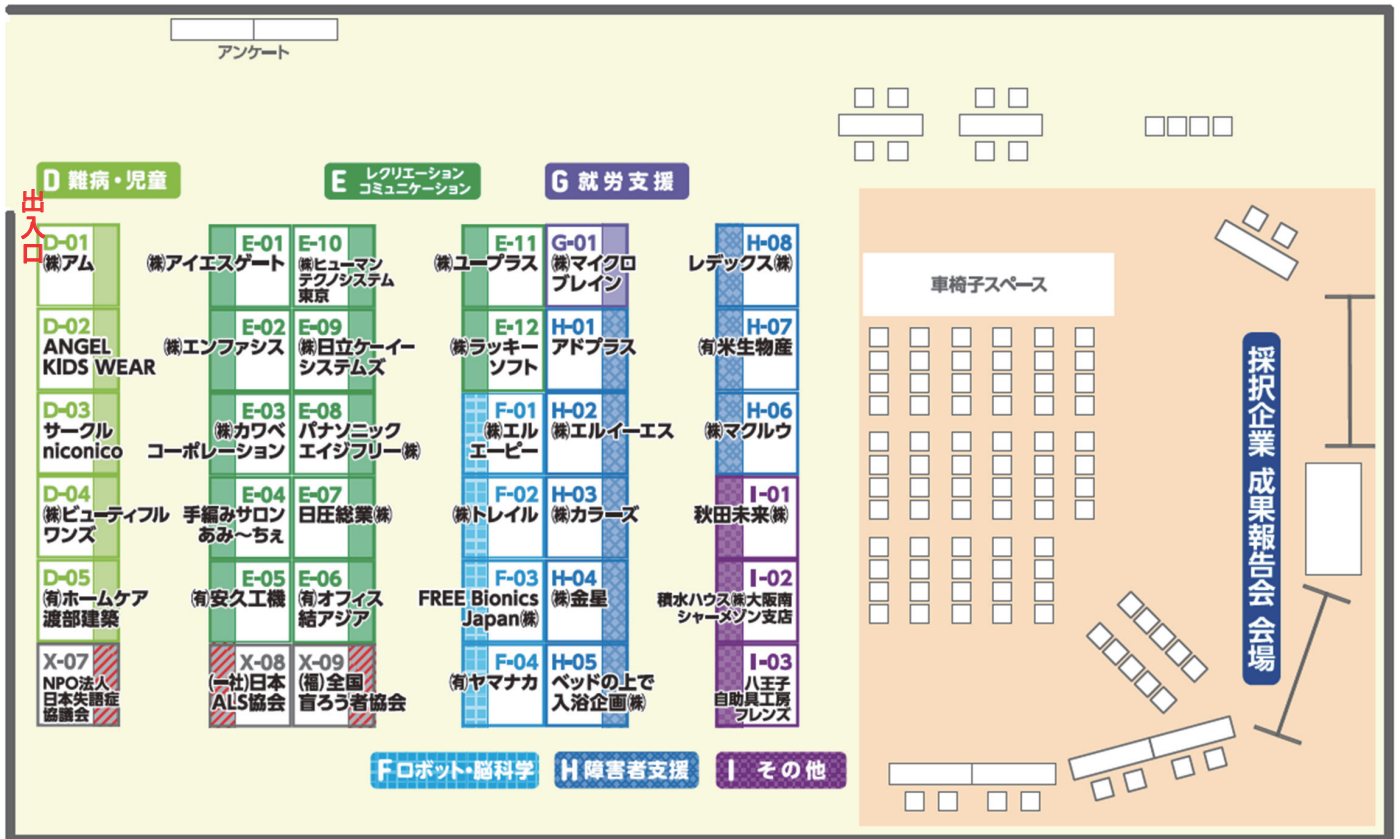 アンケート
D 難病・児童
E レクリエーション
コミュニケーション
G 就労支援
出入口
D-01
㈱アム
D-02
ANGEL
KIDS WEAR
D-03
サークル
niconico
D-04
㈱ビューティフル
ワンズ
D-05
㈲ホームケア
渡部建築
X-07
NPO法人
日本失語症
協議会
E-01
㈱アイエスゲート
E-02
㈱エンファシス
E-03
㈱カワベ
コーポレーション
E-04
手編みサロン
あみ〜ちぇ
E-05
㈲安久工機
X-08
(一社)日本
ALS協会
E-10
㈱ヒューマン
テクノシステム
東京
E-09
㈱日立ケーイー
システムズ
E-08
パナソニック
エイジフリー㈱
E-07
日圧総業㈱
E-06
㈲オフィス
結アジア
X-09
(福)全国
盲ろう者協会
E-11
㈱ユープラス
E-12
㈱ラッキー
ソフト
F-01
㈱エル
エーピー
F-02
㈱トレイル
F-03
FREE Bionics
Japan㈱
F-04
㈲ヤマナカ
G-01
㈱マイクロ
ブレイン
H-01
アドプラス
H-02
㈱エルイーエス
H-03
㈱カラーズ
H-04
㈱金星
H-05
ベッドの上で
入浴企画㈱
H-08
レデックス㈱
H-07
㈲米生物産
H-06
㈱マクルウ
I-01
秋田未来㈱
I-02
積水ハウス㈱大阪南
シャーメゾン支店
I-03
八王子
自助具工房
フレンズ
F ロボット・脳科学
H 障害者支援
I その他
車椅子スペース
採択企業 成果報告会 会場